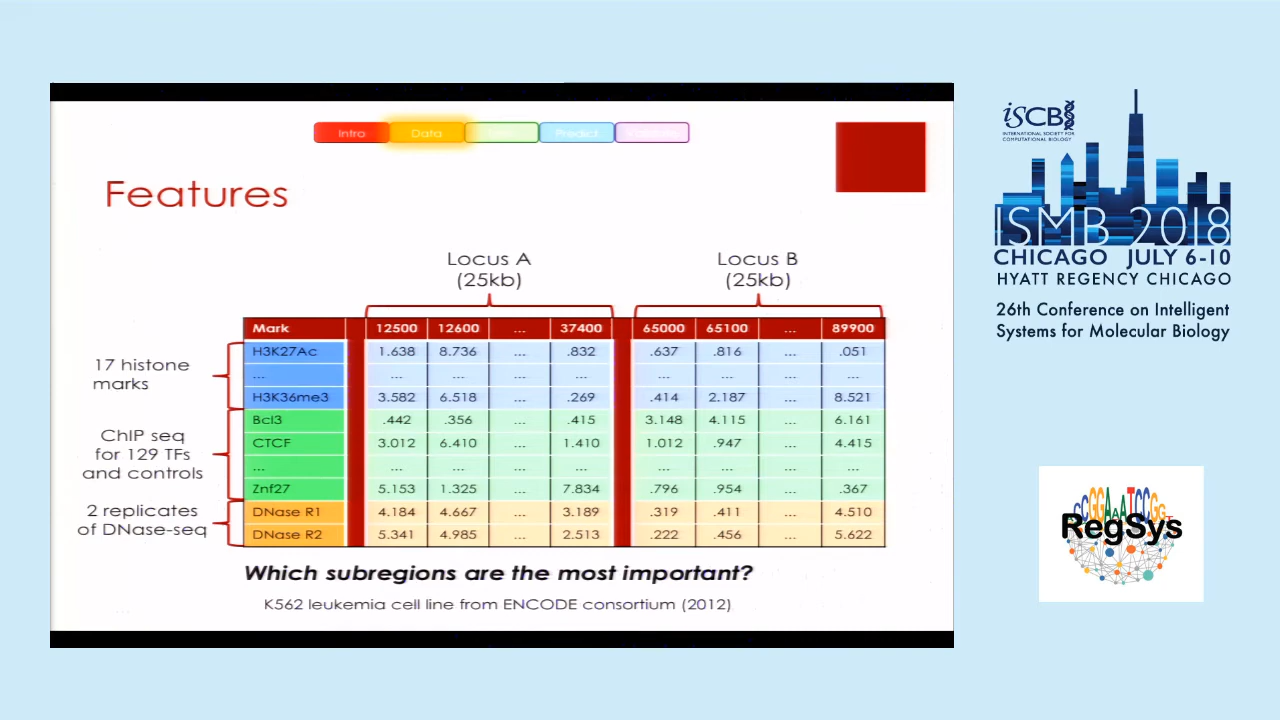 Intro Data Predict
Features
Locus A
(25kb)
Locus B
(25kb)
Mark 12500 12600 ... 37400 65000 65100 ... 89900
H3K27Ac 1.638 8.736 ... .832 .637 .816 ... .051
... ... ... ... ... ... ... ... ...
H3K36me3 3.582 6.518 ... .269 .414 2.187 ... 8.521
Bcl3 .442 .356 ... .415 3.148 4.115 ... 6.161
CTCF 3.012 6.410 ... 1.410 1.012 .947 ... 4.415
... ... ... ... ... ... ... ... ...
Znf27 5.153 1.325 ... 7.834 .796 .954 ... .367
DNase R1 4.184 4.667 ... 3.189 .319 .411 ... 4.510
DNase R2 5.341 4.985 ... 2.513 .222 .456 ... 5.622
17 histone
marks
ChIP seq
for 129 TFs
and controls
2 replicates
of DNase-seq
Which subregions are the most important?
K562 leukemia cell line from ENCODE consortium (2012)
iSCB
INTERNATIONAL SOCIETY FOR
COMPUTATIONAL BIOLOGY
ISMB 2018
CHICAGO JULY 6-10
HYATT REGENCY CHICAGO
26th Conference on Intelligent
Systems for Molecular Biology
RegSys